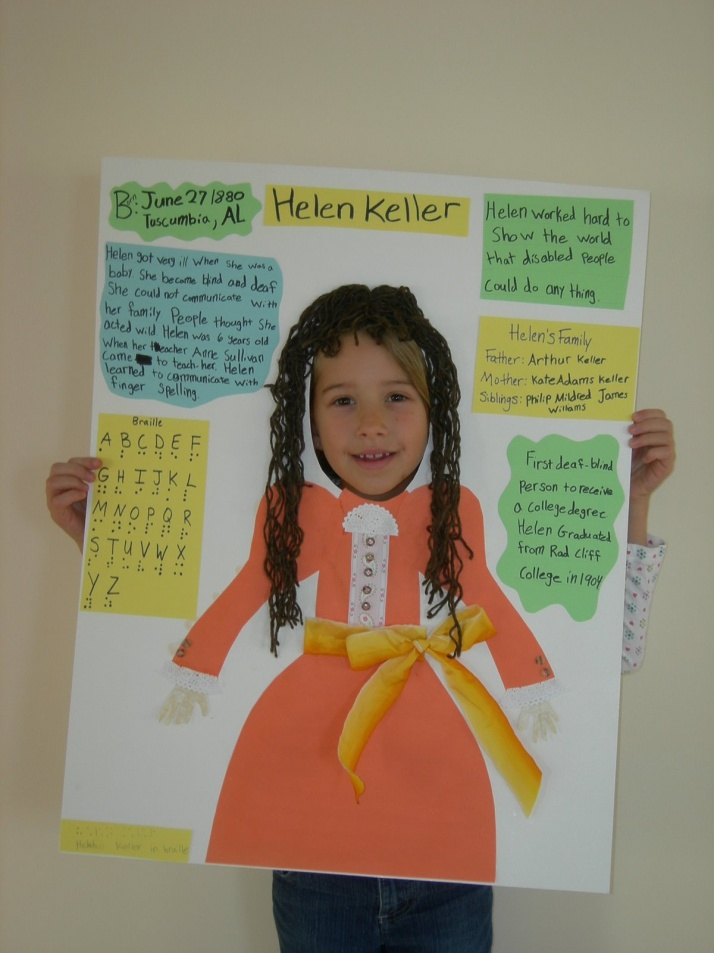 B: June 27 1880
Tuscumbia, AL
Helen Keller
Helen worked hard to
Show the world
that disabled People
Could do any thing.
Helen got very ill when She was a
baby. She became blind and deaf
She could not communicate with
her family People thought She
acted wild. Helen was 6 years old
When her teacher Anne Sullivan
Came to teach her. Helen
learned to communicate with
finger Spelling.
Helen's Family
Father: Arthur Keller
Mother: Kate Adams Keller
Siblings: Philip Mildred James
Willams
Braille
A B C D E F
G H I J K L
M N O P Q R
S T U V W X
Y Z
First deaf-blind
Person to receive
a College degree
Helen Graduated
from Rad Cliff
College in 1904
Helen Keller in braille